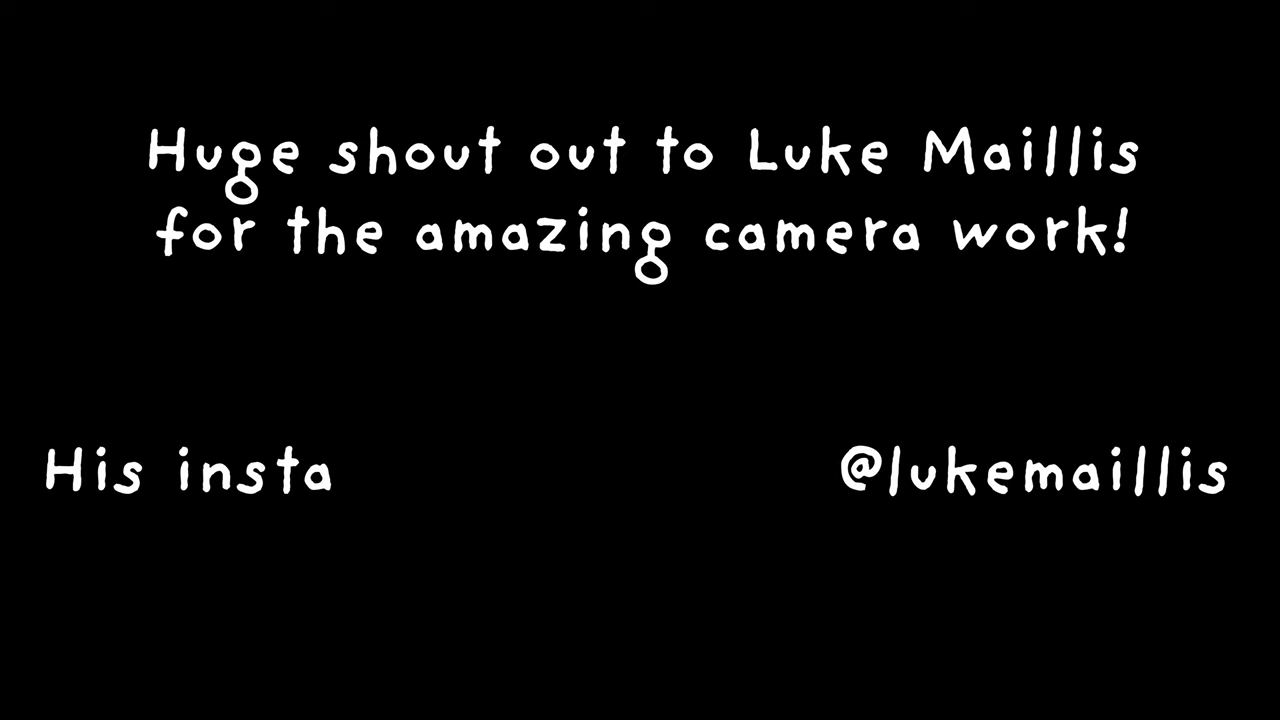 Huge shout out to Luke Maillis
for the amazing camera work!
His insta @lukemaillis